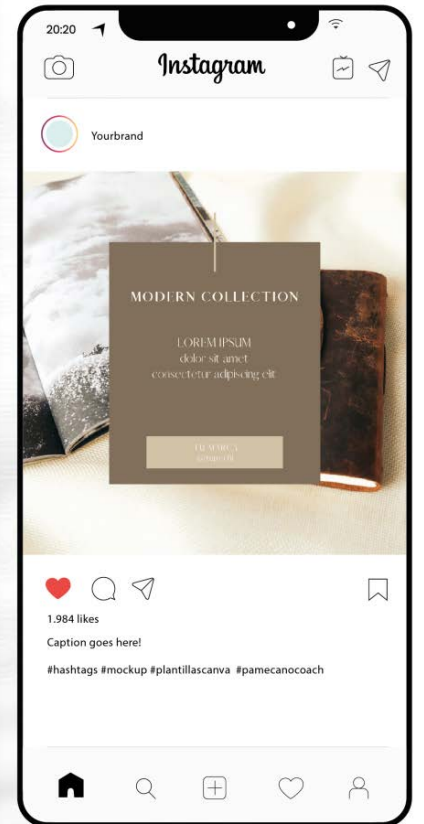 20:20
Instagram
Yourbrand
MODERN COLLECTION
LOREM IPSUM
dolor sit amet
consectetur adipiscing elit
1.984 likes
Caption goes here!
#hashtags #mockup #plantillascanva #pamecanocoach